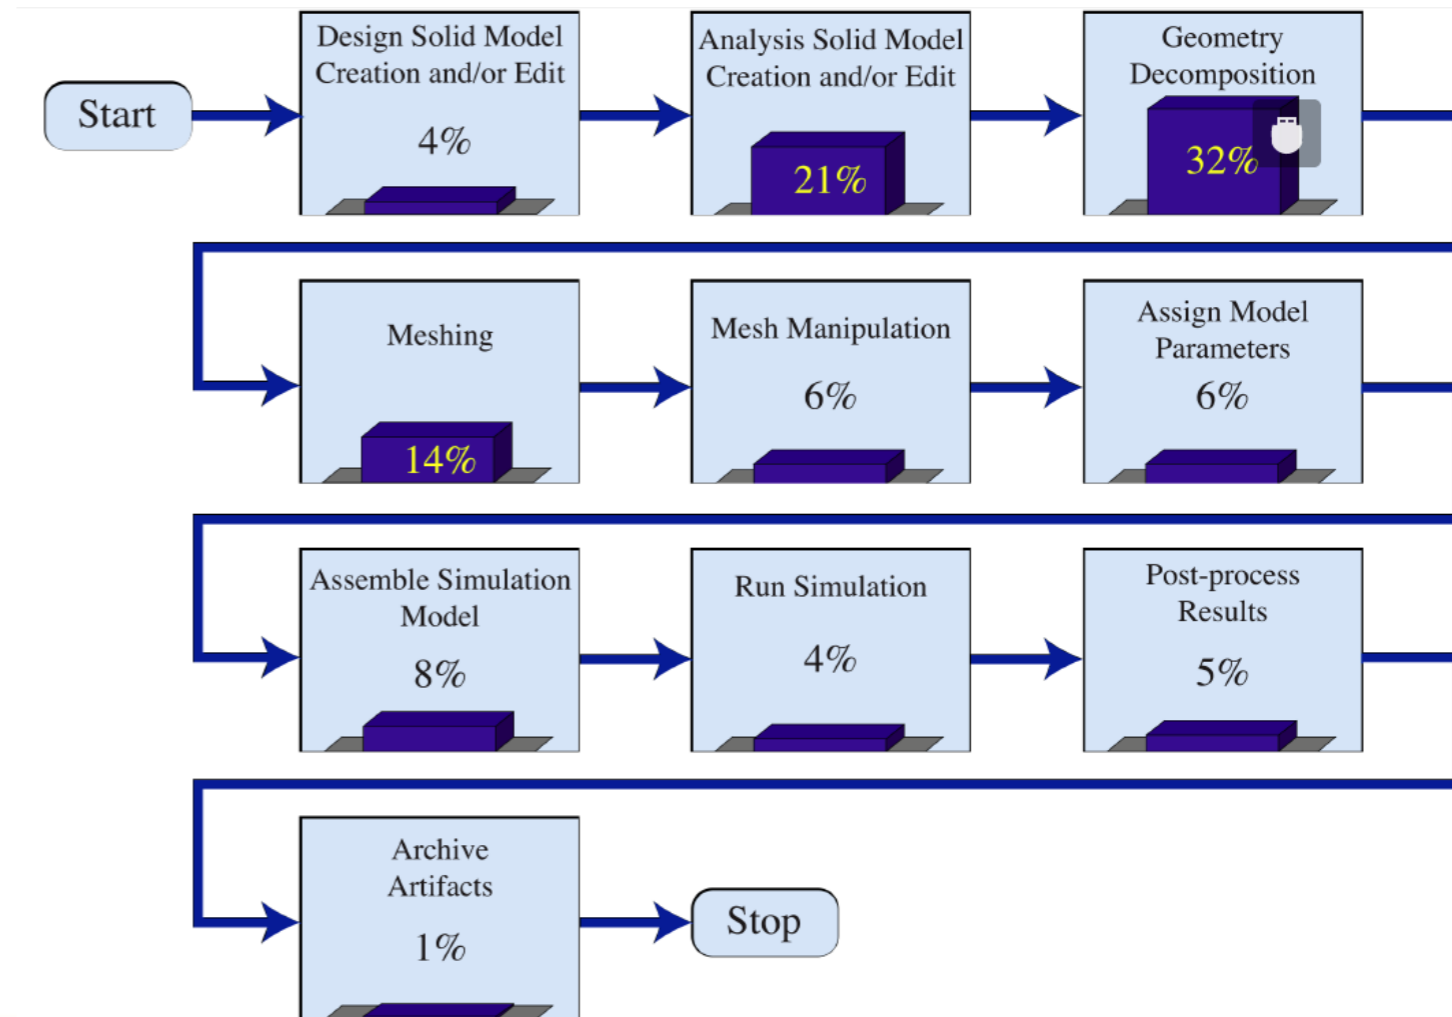 Start
Design Solid Model
Creation and/or Edit
4%
Analysis Solid Model
Creation and/or Edit
21%
Geometry
Decomposition
32%
Meshing
14%
Mesh Manipulation
6%
Assign Model
Parameters
6%
Assemble Simulation
Model
8%
Run Simulation
4%
Post-process
Results
5%
Archive
Artifacts
1%
Stop